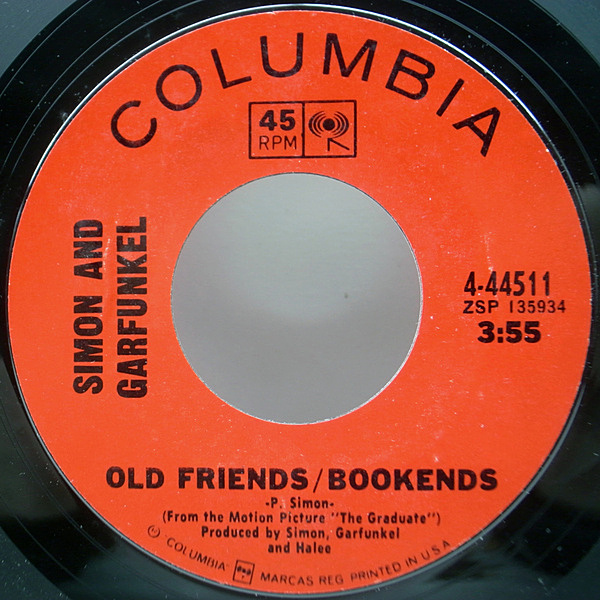 COLUMBIA
45
RPM
SIMON AND
GARFUNKEL
4-44511
ZSP 135934
3:55
OLD FRIENDS/BOOKENDS
-P. Simon-
(From the Motion Picture "The Graduate")
Produced by Simon, Garfunkel
and Halee
"COLUMBIA" MARCAS REG. PRINTED IN U.S.A.